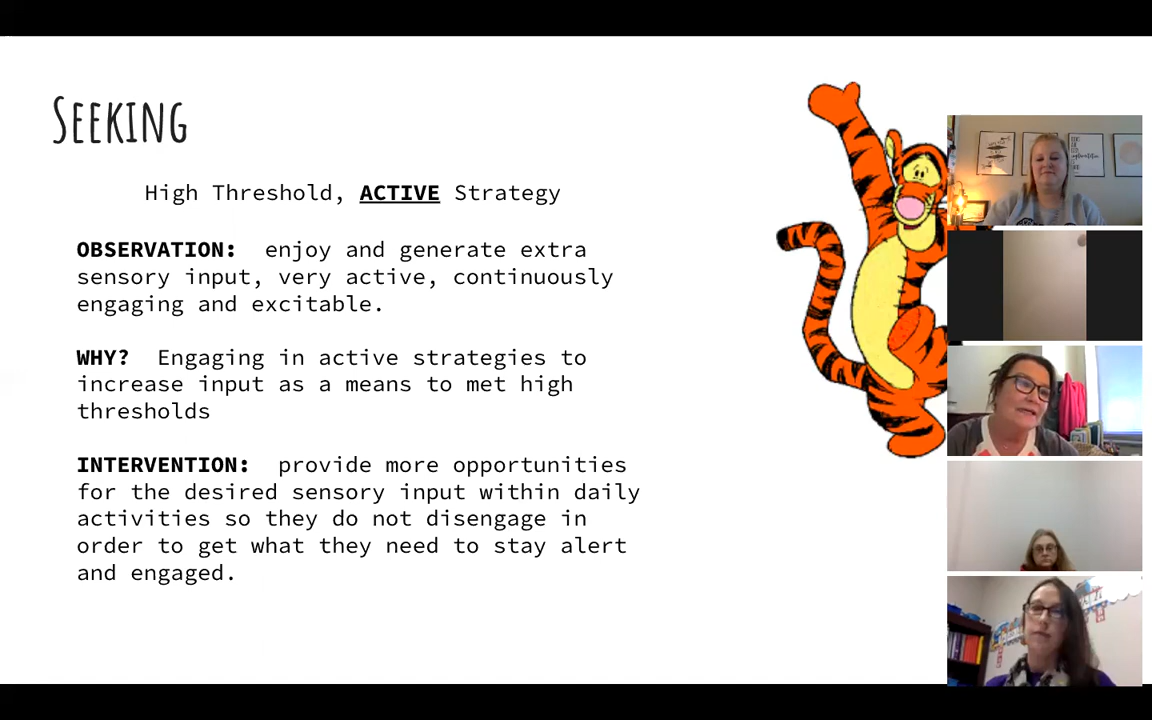 SEEKING
High Threshold, ACTIVE Strategy
OBSERVATION: enjoy and generate extra
sensory input, very active, continuously
engaging and excitable.
WHY? Engaging in active strategies to
increase input as a means to met high
thresholds
INTERVENTION: provide more opportunities
for the desired sensory input within daily
activities so they do not disengage in
order to get what they need to stay alert
and engaged.